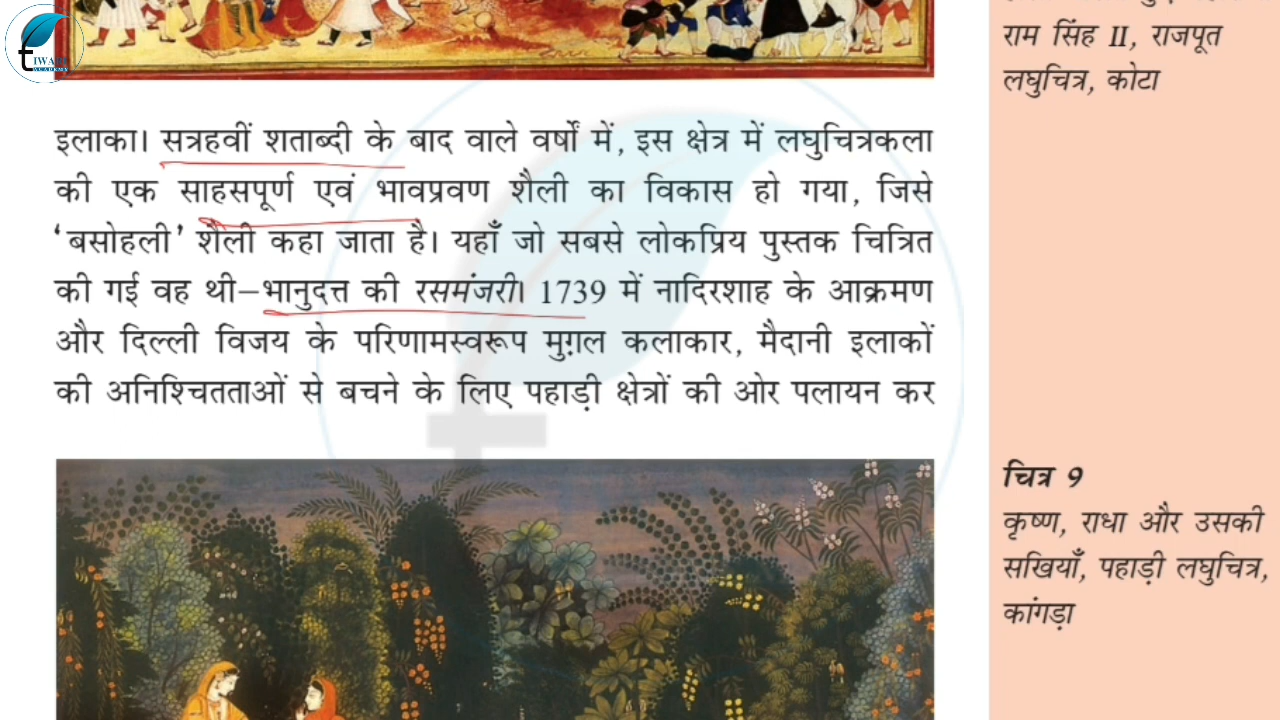 TIWARI
ACADEMY
राम सिंह II, राजपूत
लघुचित्र, कोटा
इलाका। सत्रहवीं शताब्दी के बाद वाले वर्षों में, इस क्षेत्र में लघुचित्रकला
की एक साहसपूर्ण एवं भावप्रवण शैली का विकास हो गया, जिसे
‘बसोहली’ शैली कहा जाता है। यहाँ जो सबसे लोकप्रिय पुस्तक चित्रित
की गई वह थी–भानुदत्त की रसमंजरी। 1739 में नादिरशाह के आक्रमण
और दिल्ली विजय के परिणामस्वरूप मुग़ल कलाकार, मैदानी इलाकों
की अनिश्चितताओं से बचने के लिए पहाड़ी क्षेत्रों की ओर पलायन कर
चित्र 9
कृष्ण, राधा और उसकी
सखियाँ, पहाड़ी लघुचित्र,
कांगड़ा